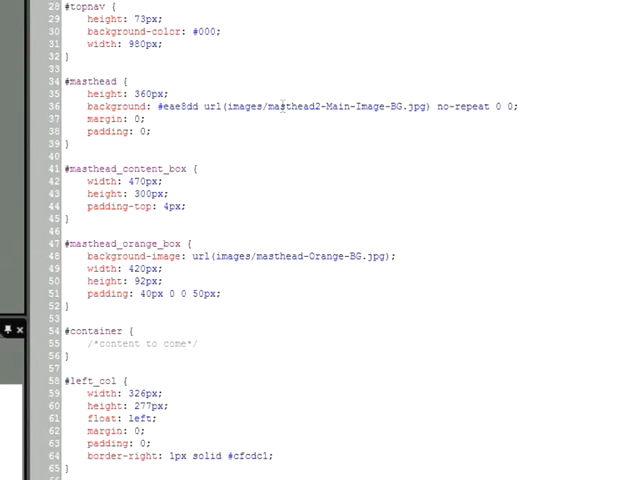 28 #topnav {
29 height: 73px;
30 background-color: #000;
31 width: 980px;
32 }
33
34 #masthead {
35 height: 360px;
36 background: #eae8dd url(images/masthead2-Main-Image-BG.jpg) no-repeat 0 0;
37 margin: 0;
38 padding: 0;
39 }
40
41 #masthead_content_box {
42 width: 470px;
43 height: 300px;
44 padding-top: 4px;
45 }
46
47 #masthead_orange_box {
48 background-image: url(images/masthead-Orange-BG.jpg);
49 width: 420px;
50 height: 92px;
51 padding: 40px 0 0 50px;
52 }
53
54 #container {
55 /*content to come*/
56 }
57
58 #left_col {
59 width: 326px;
60 height: 277px;
61 float: left;
62 margin: 0;
63 padding: 0;
64 border-right: 1px solid #cfcdc1;
65 }